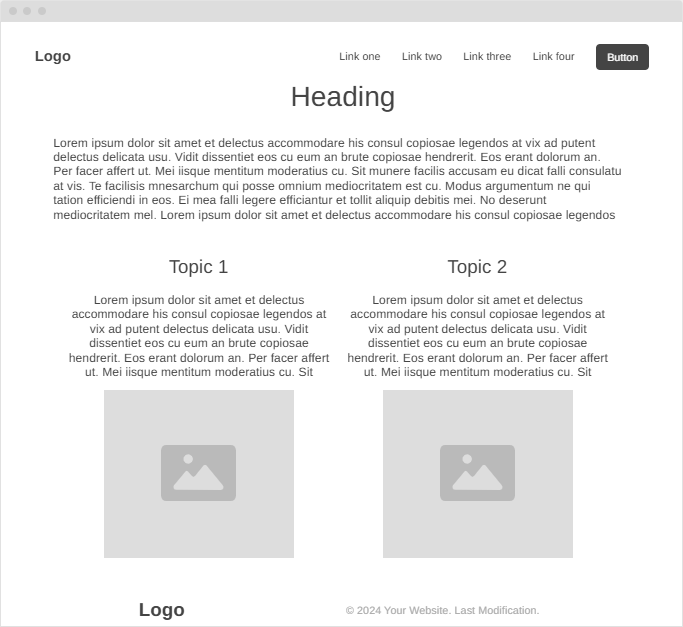 Logo
Link one
Link two
Link three
Link four
Button
Heading
Lorem ipsum dolor sit amet et delectus accommodare his consul copiosae legendos at vix ad putent
delectus delicata usu. Vidit dissentiet eos cu eum an brute copiosae hendrerit. Eos erant dolorum an.
Per facer affert ut. Mei iisque mentitum moderatius cu. Sit munere facilis accusam eu dicat falli consulatu
at vis. Te facilisis mnesarchum qui posse omnium mediocritatem est cu. Modus argumentum ne qui
tation efficiendi in eos. Ei mea falli legere efficiantur et tollit aliquip debitis mei. No deserunt
mediocritatem mel. Lorem ipsum dolor sit amet et delectus accommodare his consul copiosae legendos
Topic 1
Lorem ipsum dolor sit amet et delectus
accommodare his consul copiosae legendos at
vix ad putent delectus delicata usu. Vidit
dissentiet eos cu eum an brute copiosae
hendrerit. Eos erant dolorum an. Per facer affert
ut. Mei iisque mentitum moderatius cu. Sit
Topic 2
Lorem ipsum dolor sit amet et delectus
accommodare his consul copiosae legendos at
vix ad putent delectus delicata usu. Vidit
dissentiet eos cu eum an brute copiosae
hendrerit. Eos erant dolorum an. Per facer affert
ut. Mei iisque mentitum moderatius cu. Sit
Logo
© 2024 Your Website. Last Modification.